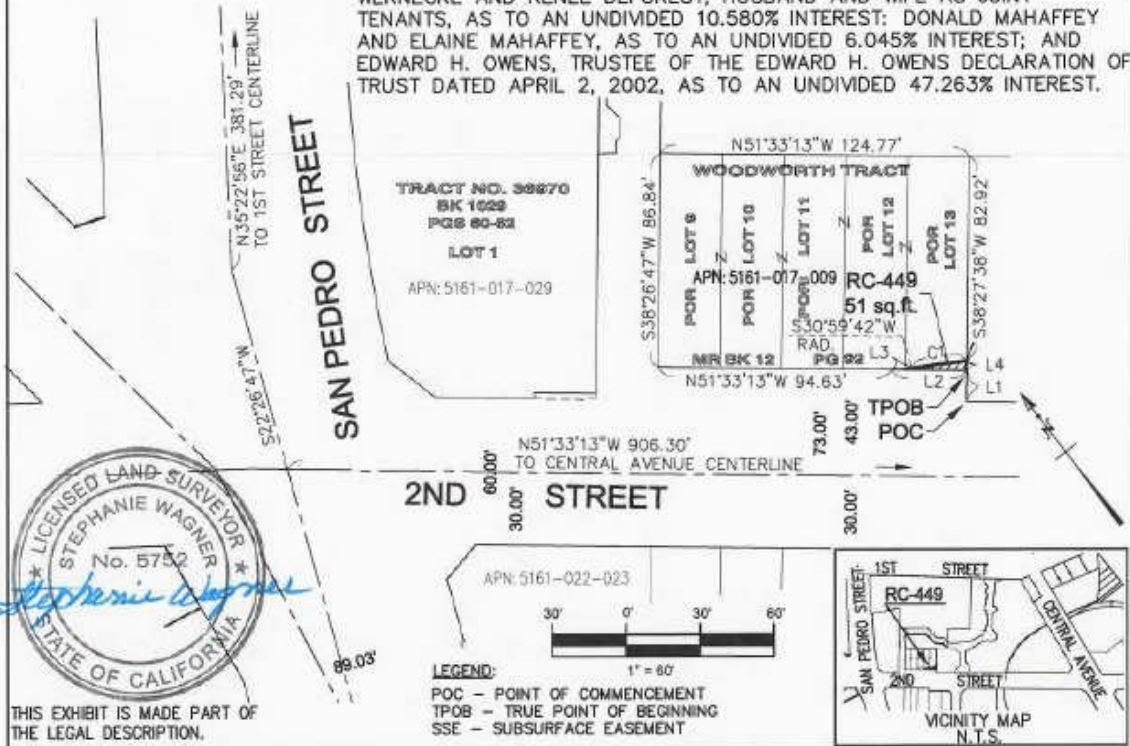 WERNECKE AND RENEE DEFOREST, HUSBAND AND WIFE AS JOINT
TENANTS, AS TO AN UNDIVIDED 10.580% INTEREST: DONALD MAHAFFEY
AND ELAINE MAHAFFEY, AS TO AN UNDIVIDED 6.045% INTEREST; AND
EDWARD H. OWENS, TRUSTEE OF THE EDWARD H. OWENS DECLARATION OF
TRUST DATED APRIL 2, 2002, AS TO AN UNDIVIDED 47.263% INTEREST.
N35°22'56"E 381.29'
TO 1ST STREET CENTERLINE
SAN PEDRO STREET
S22°26'47"W
TRACT NO. 36970
BK 1029
PGS 60-62
LOT 1
APN: 5161-017-029
N51°33'13"W 124.77'
WOODWORTH TRACT
S38°26'47"W 86.84'
POR LOT 9
POR LOT 10
POR LOT 11
POR LOT 12
POR LOT 13
S38°27'38"W 82.92'
APN: 5161-017-009
RC-449
51 sq.ft.
S30°59'42"W
RAD.
MR BK 12 PG 92
L3 C1 L4
L2 L1
N51°33'13"W 94.63'
TPOB
POC
73.00'
43.00'
N
N51°33'13"W 906.30'
TO CENTRAL AVENUE CENTERLINE
2ND STREET
60.00'
30.00'
30.00'
LICENSED LAND SURVEYOR
STEPHANIE WAGNER
No. 5752
Stephanie Wagner
STATE OF CALIFORNIA
89.03'
APN: 5161-022-023
30' 0' 30' 60'
1" = 60'
LEGEND:
POC - POINT OF COMMENCEMENT
TPOB - TRUE POINT OF BEGINNING
SSE - SUBSURFACE EASEMENT
THIS EXHIBIT IS MADE PART OF
THE LEGAL DESCRIPTION.
1ST STREET
RC-449
SAN PEDRO STREET
CENTRAL AVENUE
2ND STREET
VICINITY MAP
N.T.S.